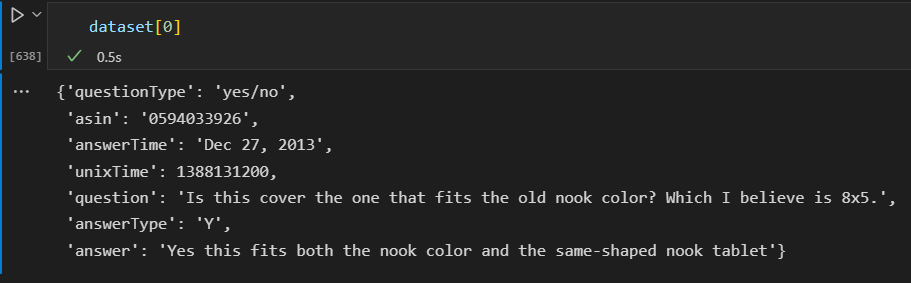 dataset[0]
[638]
0.5s
{'questionType': 'yes/no',
'asin': '0594033926',
'answerTime': 'Dec 27, 2013',
'unixTime': 1388131200,
'question': 'Is this cover the one that fits the old nook color? Which I believe is 8x5.',
'answerType': 'Y',
'answer': 'Yes this fits both the nook color and the same-shaped nook tablet'}